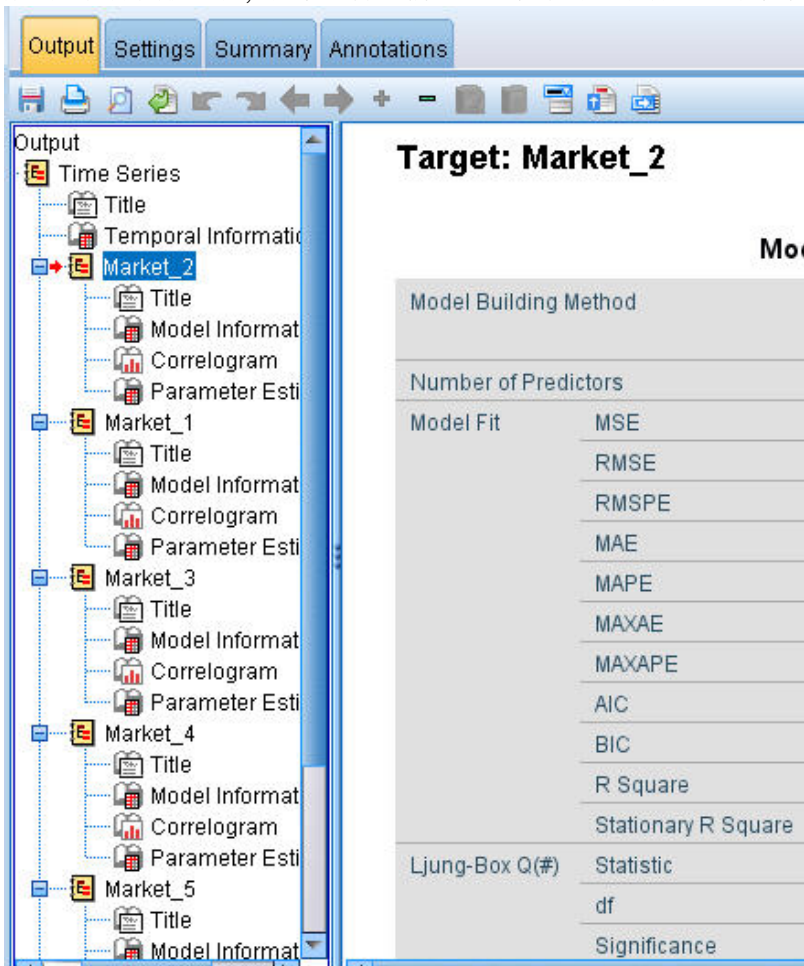 Output Settings Summary Annotations
Output
Time Series
Title
Temporal Informatic
Market_2
Title
Model Informat
Correlogram
Parameter Esti
Market_1
Title
Model Informat
Correlogram
Parameter Esti
Market_3
Title
Model Informat
Correlogram
Parameter Esti
Market_4
Title
Model Informat
Correlogram
Parameter Esti
Market_5
Title
Model Informat
Target: Market_2
Mod
Model Building Method
Number of Predictors
Model Fit MSE
RMSE
RMSPE
MAE
MAPE
MAXAE
MAXAPE
AIC
BIC
R Square
Stationary R Square
Ljung-Box Q(#) Statistic
df
Significance